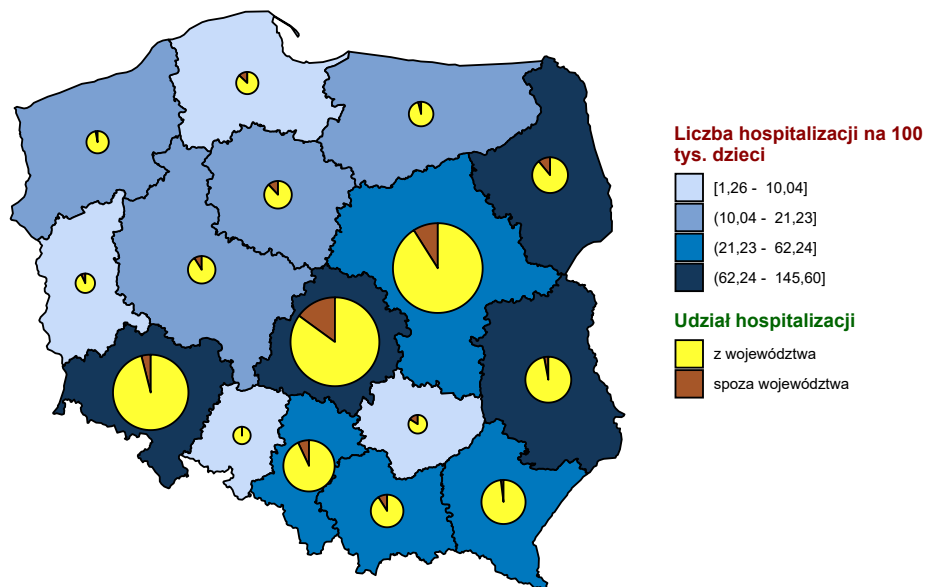 Liczba hospitalizacji na 100
tys. dzieci
[1,26 - 10,04]
(10,04 - 21,23]
(21,23 - 62,24]
(62,24 - 145,60]
Udział hospitalizacji
z województwa
spoza województwa